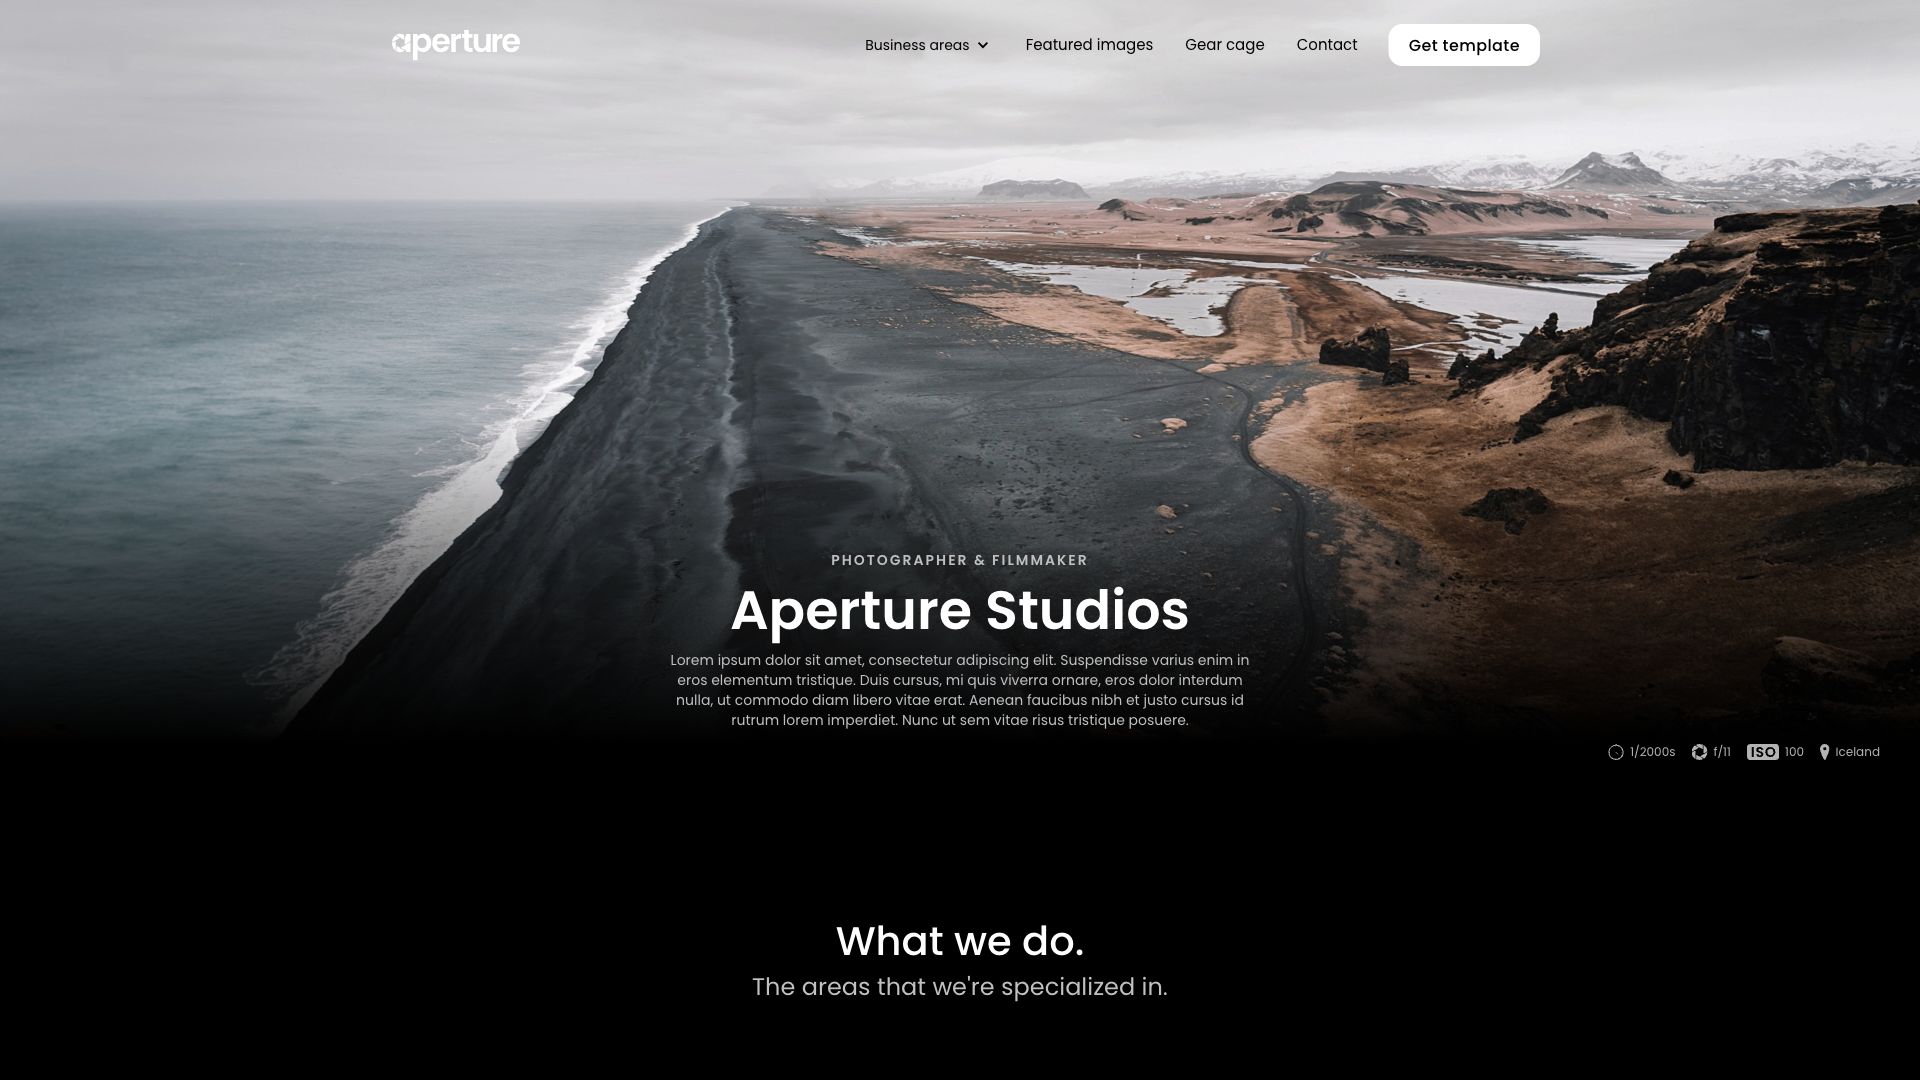 aperture
Business areas
Featured images
Gear cage
Contact
Get template
PHOTOGRAPHER & FILMMAKER
Aperture Studios
Lorem ipsum dolor sit amet, consectetur adipiscing elit. Suspendisse varius enim in
eros elementum tristique. Duis cursus, mi quis viverra ornare, eros dolor interdum
nulla, ut commodo diam libero vitae erat. Aenean faucibus nibh et justo cursus id
rutrum lorem imperdiet. Nunc ut sem vitae risus tristique posuere.
1/2000s
f/11
ISO 100
Iceland
What we do.
The areas that we're specialized in.